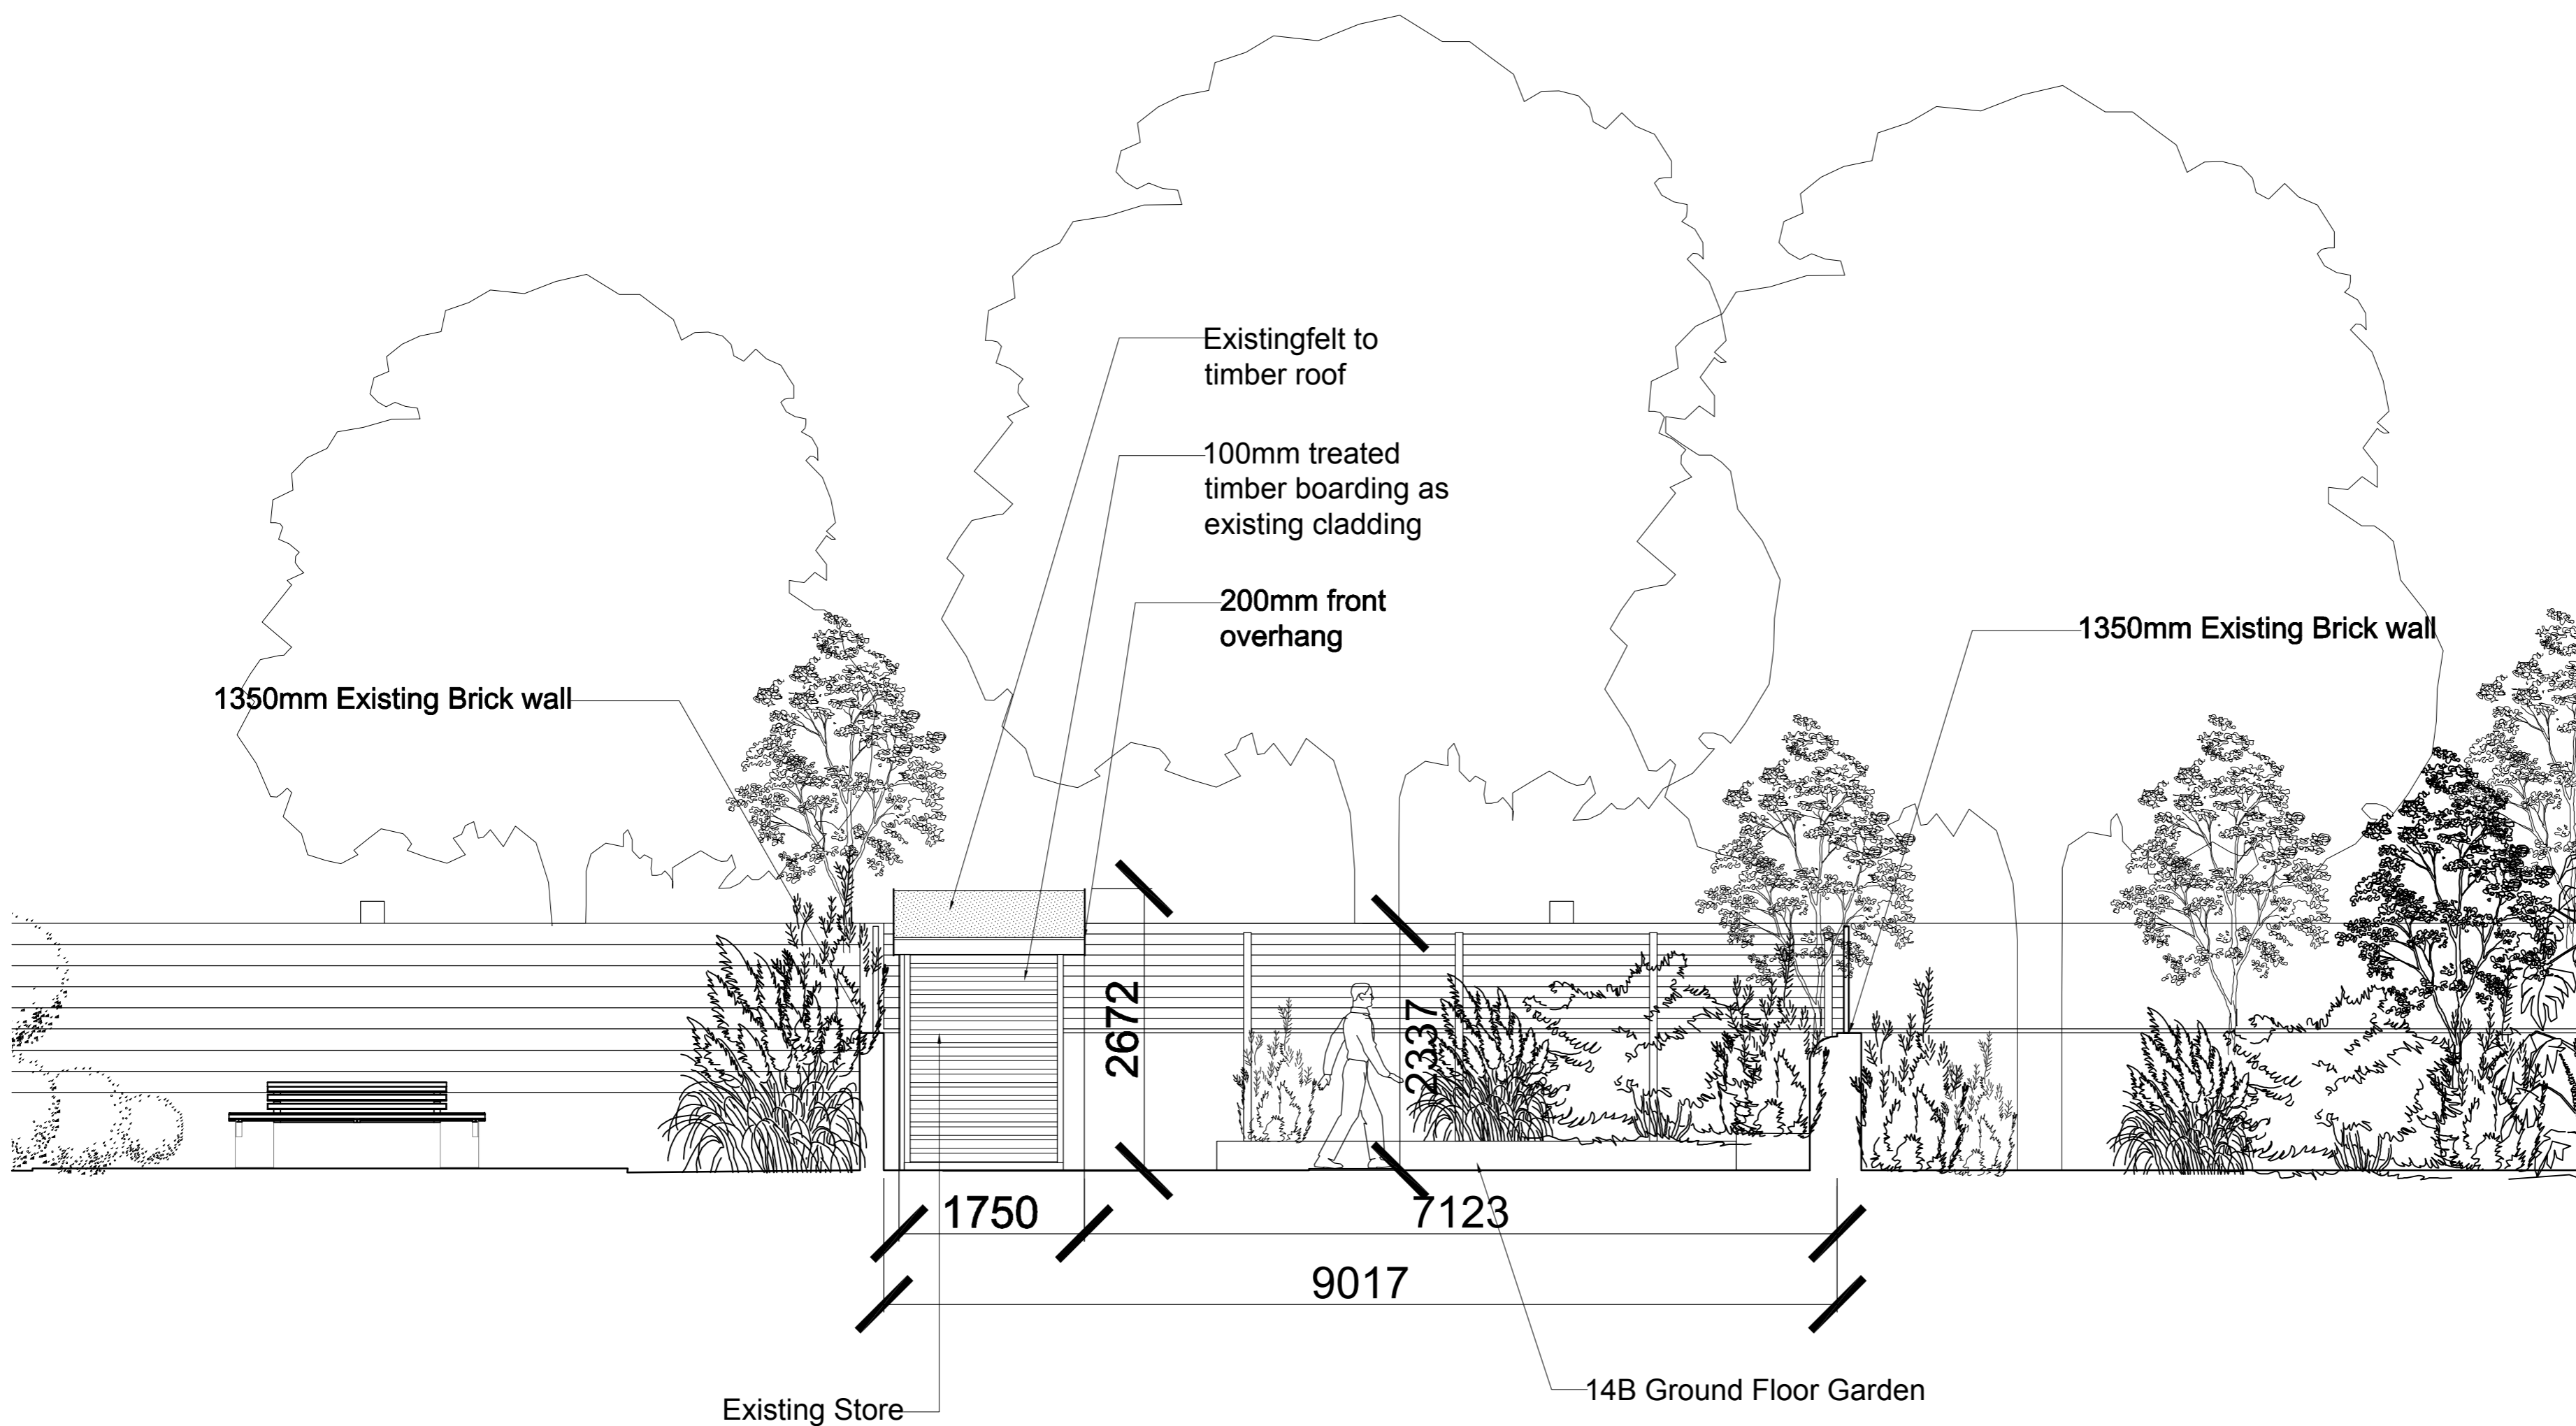 Existingfelt to
timber roof
100mm treated
timber boarding as
existing cladding
200mm front
overhang
1350mm Existing Brick wall
1350mm Existing Brick wall
2672
2337
1750
7123
9017
14B Ground Floor Garden
Existing Store